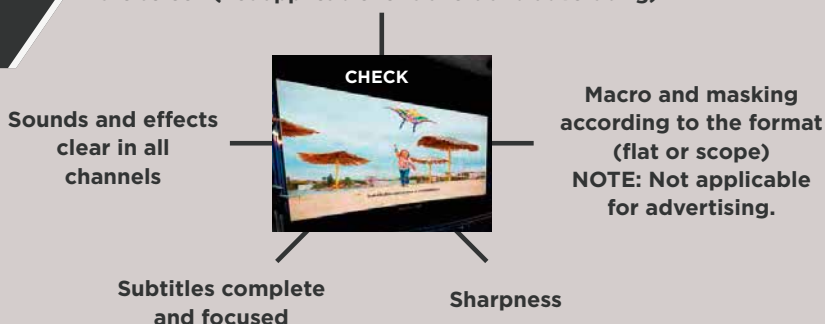 CHECK
Sounds and effects
clear in all
channels
Macro and masking
according to the format
(flat or scope)
NOTE: Not applicable
for advertising.
Subtitles complete
and focused
Sharpness